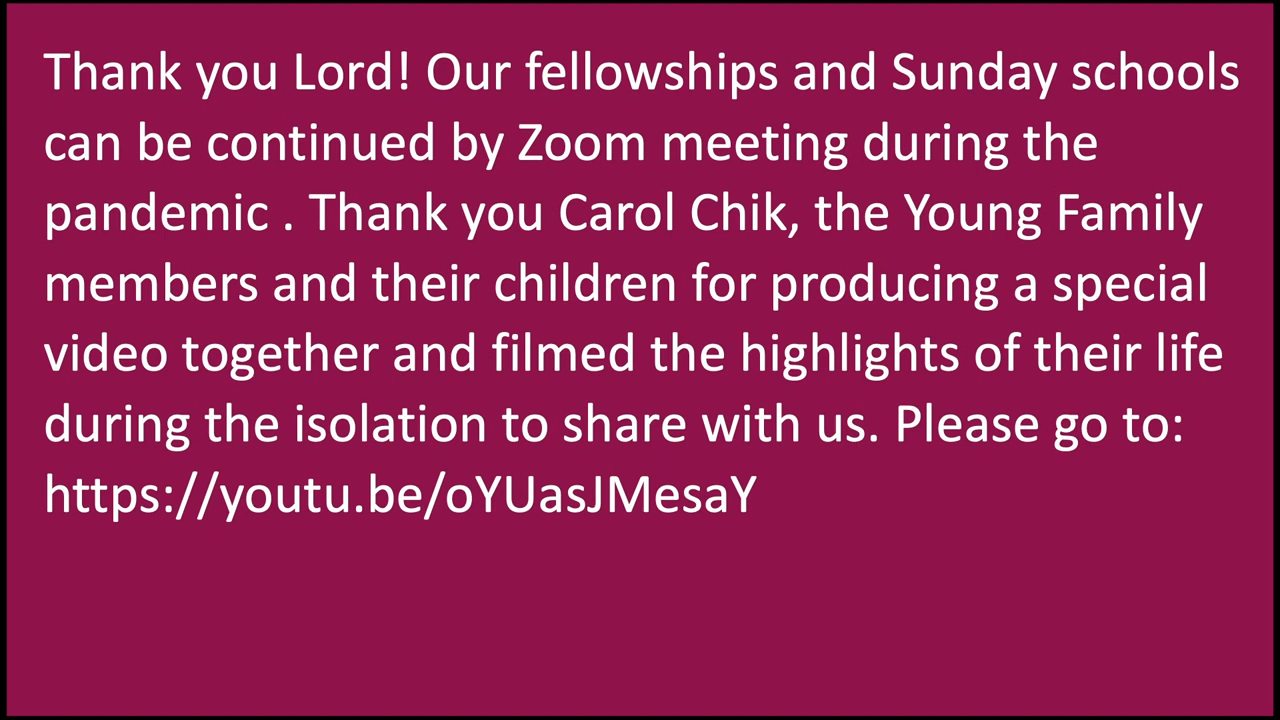 Thank you Lord! Our fellowships and Sunday schools
can be continued by Zoom meeting during the
pandemic . Thank you Carol Chik, the Young Family
members and their children for producing a special
video together and filmed the highlights of their life
during the isolation to share with us. Please go to:
https://youtu.be/oYUasJMesaY